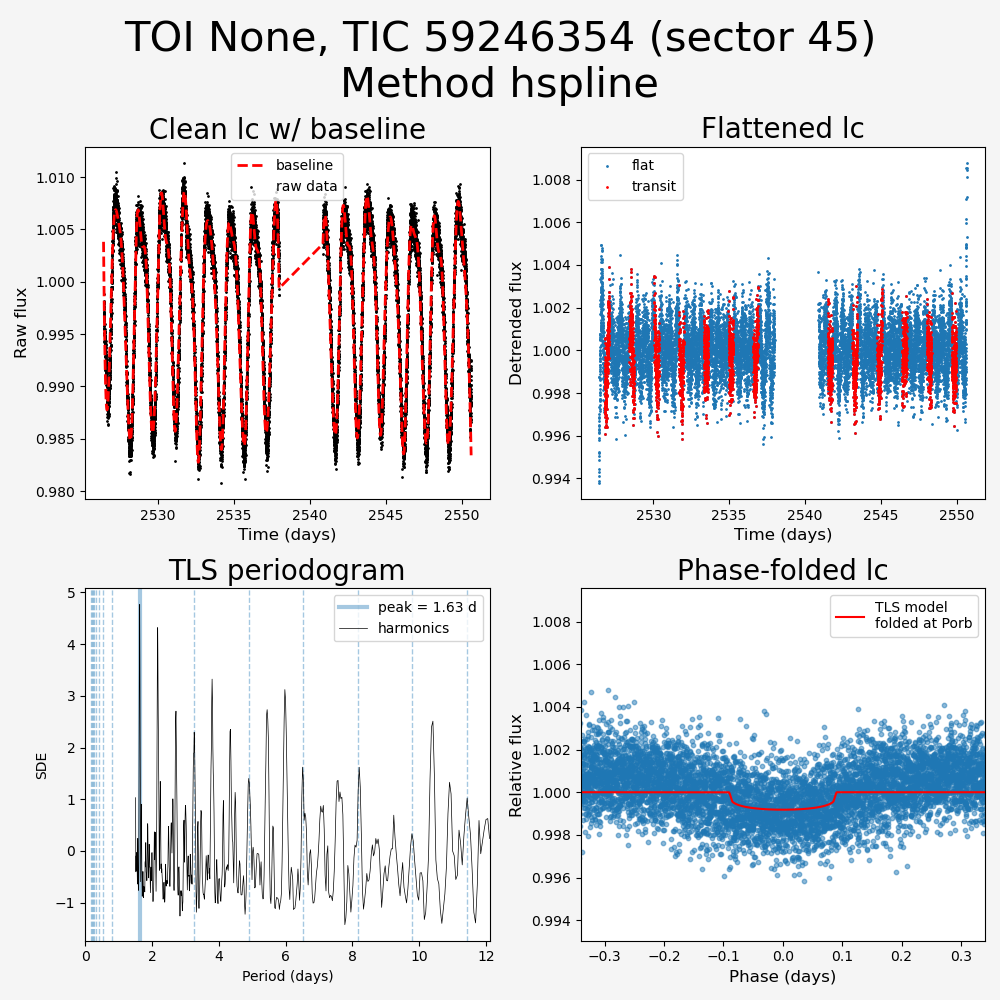 TOI None, TIC 59246354 (sector 45)
Method hspline
Clean lc w/ baseline
baseline
raw data
Raw flux
1.010
1.005
1.000
0.995
0.990
0.985
0.980
2530 2535 2540 2545 2550
Time (days)
Flattened lc
flat
transit
Detrended flux
1.008
1.006
1.004
1.002
1.000
0.998
0.996
0.994
2530 2535 2540 2545 2550
Time (days)
TLS periodogram
peak = 1.63 d
harmonics
SDE
5
4
3
2
1
0
−1
0 2 4 6 8 10 12
Period (days)
Phase-folded lc
TLS model
folded at Porb
Relative flux
1.008
1.006
1.004
1.002
1.000
0.998
0.996
0.994
−0.3 −0.2 −0.1 0.0 0.1 0.2 0.3
Phase (days)